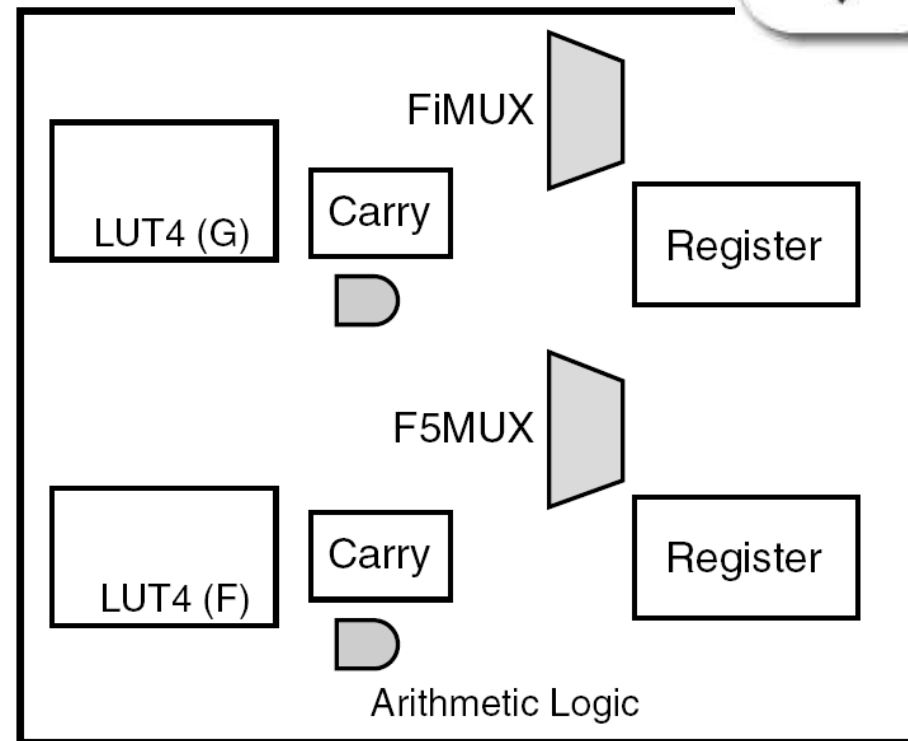 FiMUX
LUT4 (G)
Carry
Register
F5MUX
LUT4 (F)
Carry
Register
Arithmetic Logic